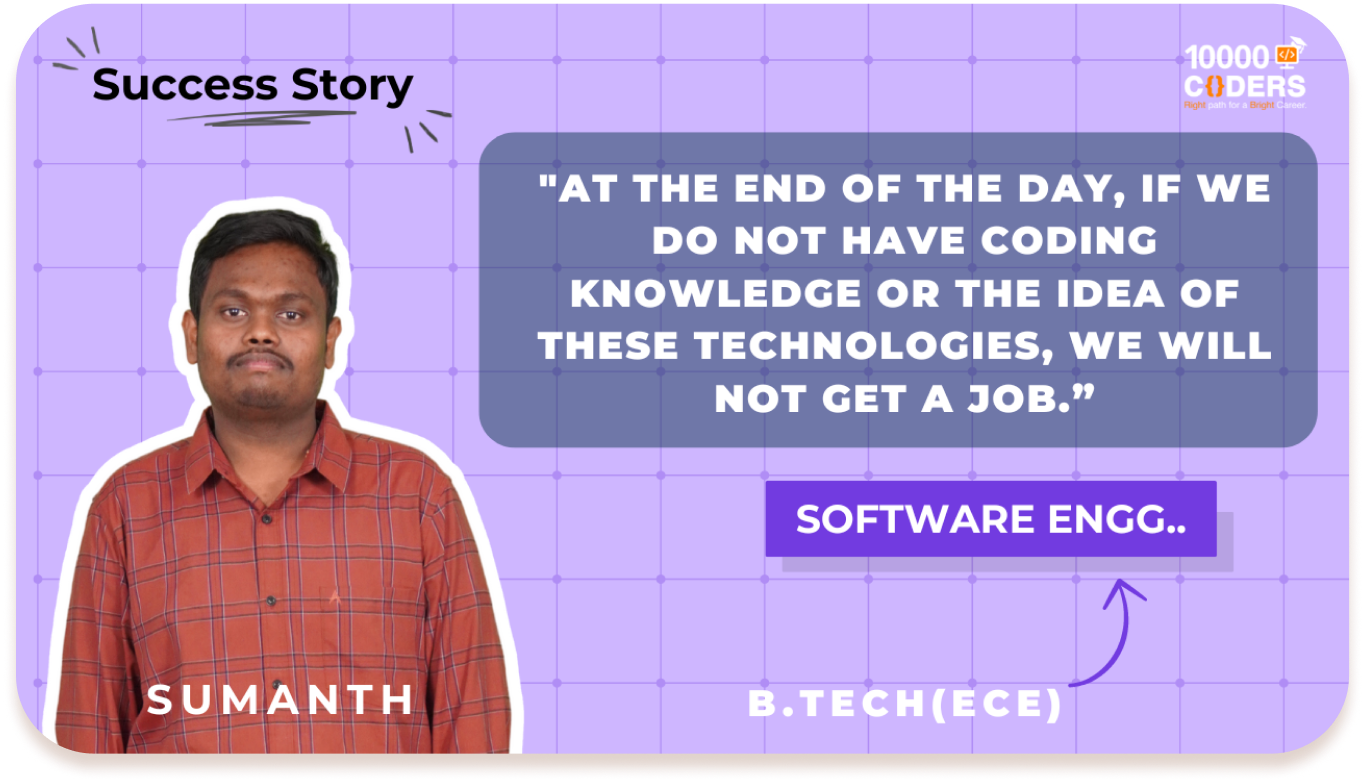 Success Story
10000
C{}DERS
Right path for a Bright Career.
"AT THE END OF THE DAY, IF WE
DO NOT HAVE CODING
KNOWLEDGE OR THE IDEA OF
THESE TECHNOLOGIES, WE WILL
NOT GET A JOB.”
SOFTWARE ENGG..
SUMANTH
B.TECH(ECE)